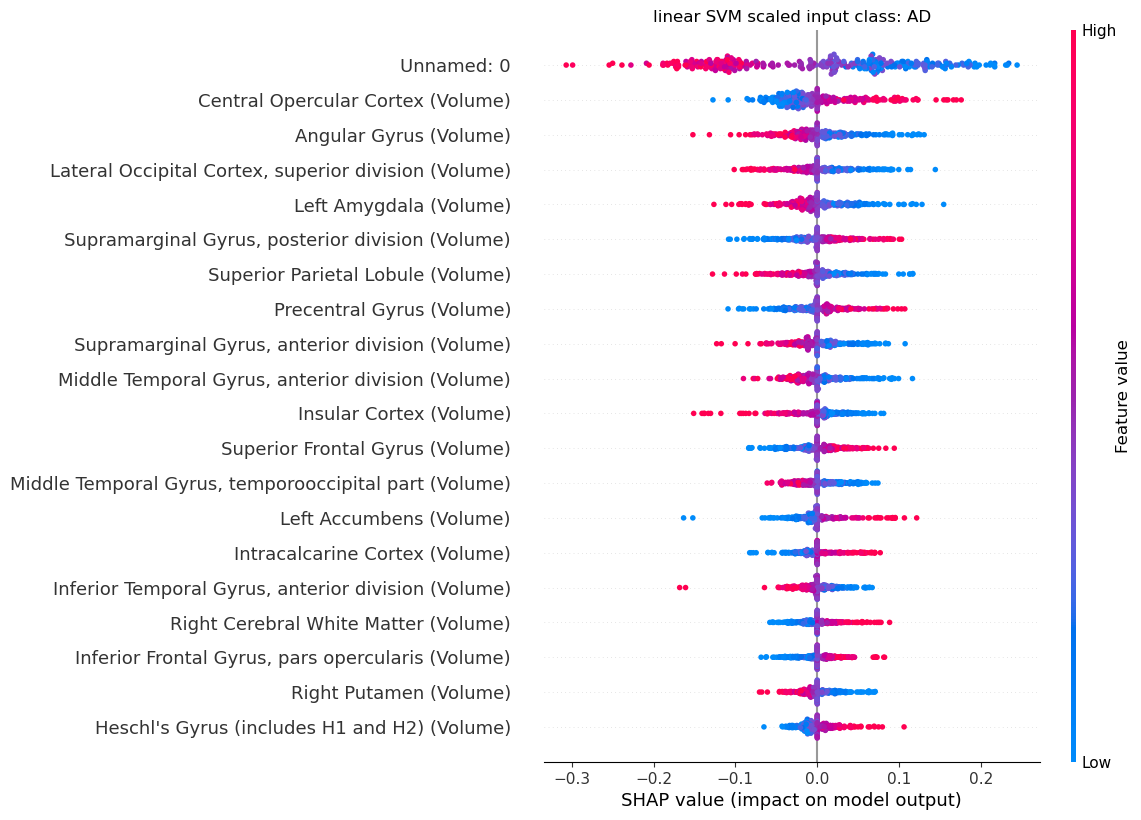 linear SVM scaled input class: AD
High
Unnamed: 0
Central Opercular Cortex (Volume)
Angular Gyrus (Volume)
Lateral Occipital Cortex, superior division (Volume)
Left Amygdala (Volume)
Supramarginal Gyrus, posterior division (Volume)
Superior Parietal Lobule (Volume)
Precentral Gyrus (Volume)
Supramarginal Gyrus, anterior division (Volume)
Middle Temporal Gyrus, anterior division (Volume)
Insular Cortex (Volume)
Superior Frontal Gyrus (Volume)
Middle Temporal Gyrus, temporooccipital part (Volume)
Left Accumbens (Volume)
Intracalcarine Cortex (Volume)
Inferior Temporal Gyrus, anterior division (Volume)
Right Cerebral White Matter (Volume)
Inferior Frontal Gyrus, pars opercularis (Volume)
Right Putamen (Volume)
Heschl's Gyrus (includes H1 and H2) (Volume)
Feature value
Low
−0.3 −0.2 −0.1 0.0 0.1 0.2
SHAP value (impact on model output)